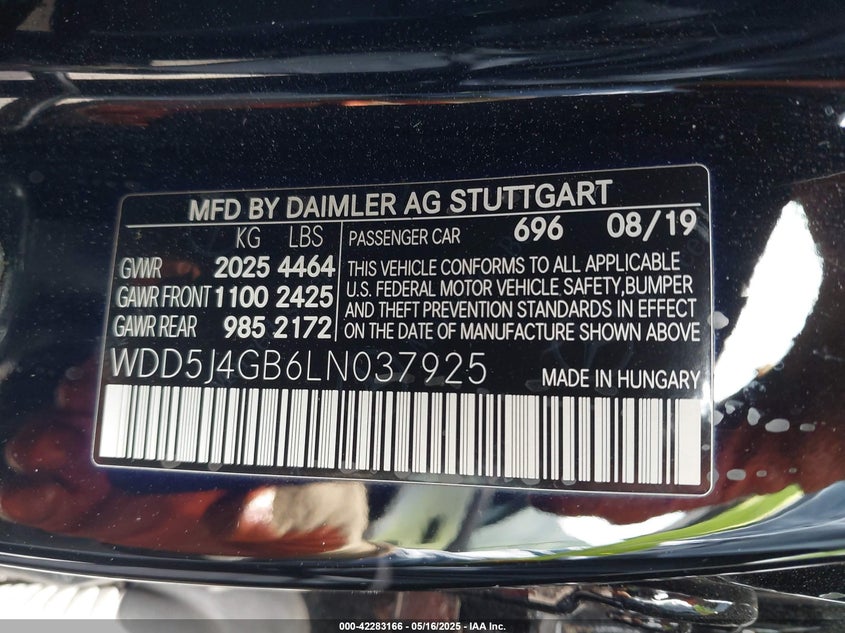 MFD BY DAIMLER AG STUTTGART
KG LBS
GVWR 2025 4464
GAWR FRONT 1100 2425
GAWR REAR 985 2172
PASSENGER CAR 696 08/19
THIS VEHICLE CONFORMS TO ALL APPLICABLE
U.S. FEDERAL MOTOR VEHICLE SAFETY, BUMPER
AND THEFT PREVENTION STANDARDS IN EFFECT
ON THE DATE OF MANUFACTURE SHOWN ABOVE
WDD5J4GB6LN037925
MADE IN HUNGARY
000-42283166 - 05/16/2025 - IAA Inc.